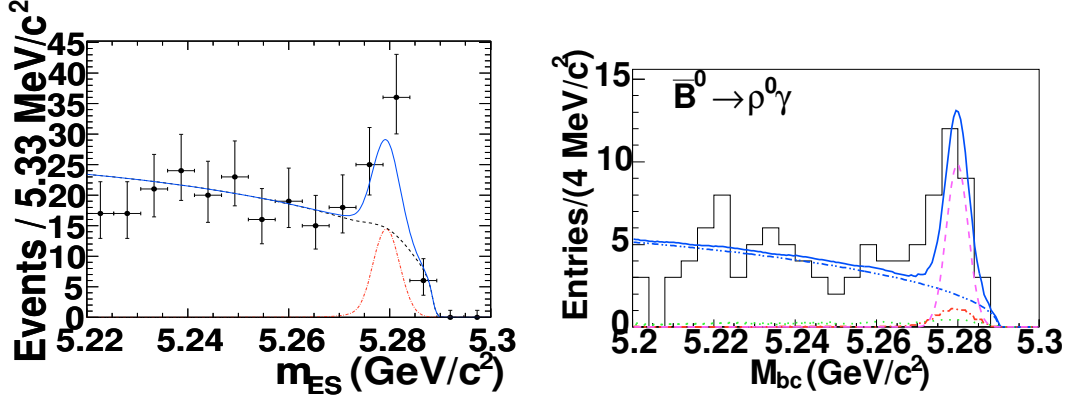 Events / 5.33 MeV/c²
45
40
35
30
25
20
15
10
5
0
5.22 5.24 5.26 5.28 5.3
m_ES (GeV/c²)
Entries/(4 MeV/c²)
B̅⁰ → ρ⁰γ
15
10
5
0
5.2 5.22 5.24 5.26 5.28 5.3
M_bc (GeV/c²)